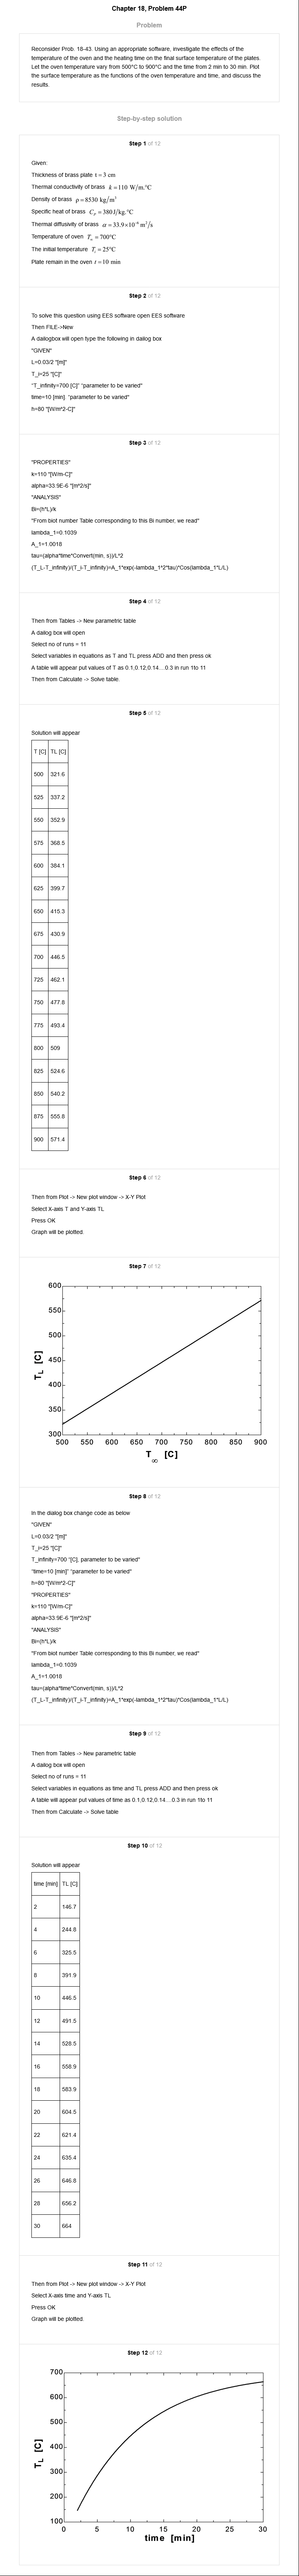 Chapter 18, Problem 44P
Problem
Reconsider Prob. 18-43. Using an appropriate software, investigate the effects of the
temperature of the oven and the heating time on the final surface temperature of the plates.
Let the oven temperature vary from 500°C to 900°C and the time from 2 min to 30 min. Plot
the surface temperature as the functions of the oven temperature and time, and discuss the
results.
Step-by-step solution
Step 1 of 12
Given:
Thickness of brass plate t = 3 cm
Thermal conductivity of brass k = 110 W/m.°C
Density of brass ρ = 8530 kg/m³
Specific heat of brass C_P = 380 J/kg.°C
Thermal diffusivity of brass α = 33.9×10⁻⁶ m²/s
Temperature of oven T_∞ = 700°C
The initial temperature T_i = 25°C
Plate remain in the oven t = 10 min
Step 2 of 12
To solve this question using EES software open EES software
Then FILE->New
A dailogbox will open type the following in dailog box
"GIVEN"
L=0.03/2 "[m]"
T_i=25 "[C]"
"T_infinity=700 [C]" "parameter to be varied"
time=10 [min]. "parameter to be varied"
h=80 "[W/m^2-C]"
Step 3 of 12
"PROPERTIES"
k=110 "[W/m-C]"
alpha=33.9E-6 "[m^2/s]"
"ANALYSIS"
Bi=(h*L)/k
"From biot number Table corresponding to this Bi number, we read"
lambda_1=0.1039
A_1=1.0018
tau=(alpha*time*Convert(min, s))/L^2
(T_L-T_infinity)/(T_i-T_infinity)=A_1*exp(-lambda_1^2*tau)*Cos(lambda_1*L/L)
Step 4 of 12
Then from Tables -> New parametric table
A dailog box will open
Select no of runs = 11
Select variables in equations as T and TL press ADD and then press ok
A table will appear put values of T as 0.1,0.12,0.14....0.3 in run 1to 11
Then from Calculate -> Solve table.
Step 5 of 12
Solution will appear
T [C] TL [C]
500 321.6
525 337.2
550 352.9
575 368.5
600 384.1
625 399.7
650 415.3
675 430.9
700 446.5
725 462.1
750 477.8
775 493.4
800 509
825 524.6
850 540.2
875 555.8
900 571.4
Step 6 of 12
Then from Plot -> New plot window -> X-Y Plot
Select X-axis T and Y-axis TL
Press OK
Graph will be plotted.
Step 7 of 12
600
550
500
450
400
350
300
T_L [C]
500 550 600 650 700 750 800 850 900
T_∞ [C]
Step 8 of 12
In the dialog box change code as below
"GIVEN"
L=0.03/2 "[m]"
T_i=25 "[C]"
T_infinity=700 "[C], parameter to be varied"
"time=10 [min]" "parameter to be varied"
h=80 "[W/m^2-C]"
"PROPERTIES"
k=110 "[W/m-C]"
alpha=33.9E-6 "[m^2/s]"
"ANALYSIS"
Bi=(h*L)/k
"From biot number Table corresponding to this Bi number, we read"
lambda_1=0.1039
A_1=1.0018
tau=(alpha*time*Convert(min, s))/L^2
(T_L-T_infinity)/(T_i-T_infinity)=A_1*exp(-lambda_1^2*tau)*Cos(lambda_1*L/L)
Step 9 of 12
Then from Tables -> New parametric table
A dailog box will open
Select no of runs = 11
Select variables in equations as time and TL press ADD and then press ok
A table will appear put values of time as 0.1,0.12,0.14....0.3 in run 1to 11
Then from Calculate -> Solve table
Step 10 of 12
Solution will appear
time [min] TL [C]
2 146.7
4 244.8
6 325.5
8 391.9
10 446.5
12 491.5
14 528.5
16 558.9
18 583.9
20 604.5
22 621.4
24 635.4
26 646.8
28 656.2
30 664
Step 11 of 12
Then from Plot -> New plot window -> X-Y Plot
Select X-axis time and Y-axis TL
Press OK
Graph will be plotted.
Step 12 of 12
700
600
500
400
300
200
100
T_L [C]
0 5 10 15 20 25 30
time [min]